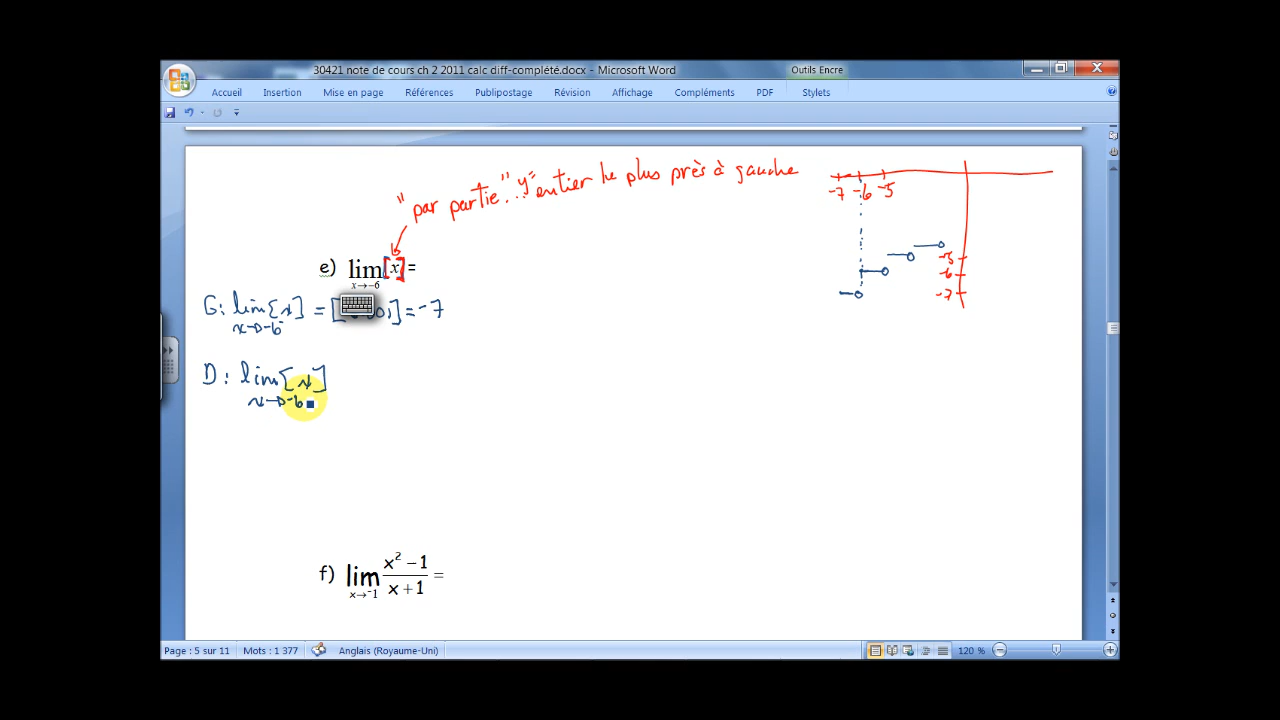 30421 note de cours ch 2 2011 calc diff-complété.docx - Microsoft Word
Outils Encre
Accueil Insertion Mise en page Références Publipostage Révision Affichage Compléments PDF Stylets
"par partie..." y= entier le plus près à gauche
-7 -6 -5
-5
-6
-7
e) lim [x] =
x→-6
G: lim [x] = [ 01] = -7
x→-6⁻
D: lim [x]
x→-6
f) lim x² -1 / x +1 =
x→-1
Page : 5 sur 11 Mots : 1 377 Anglais (Royaume-Uni) 120 %